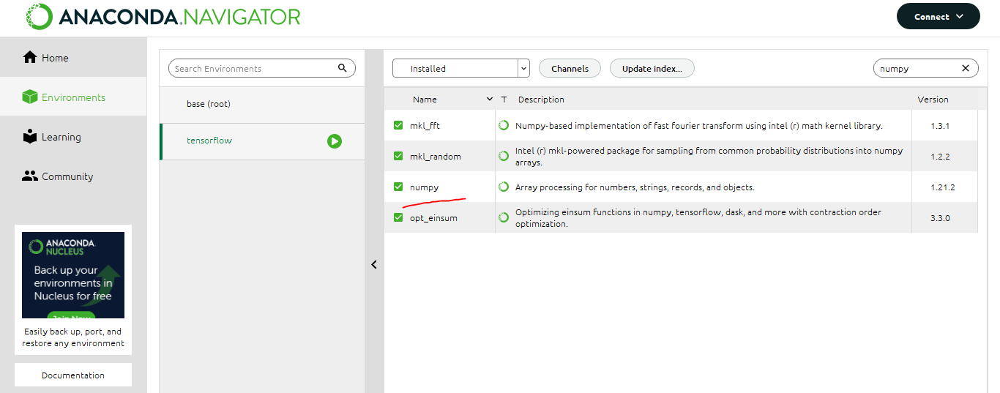 ANACONDA.NAVIGATOR
Connect
Home
Environments
Learning
Community
ANACONDA.
NUCLEUS
Back up your
environments in
Nucleus for free
Join Now
Easily back up, port, and
restore any environment
Documentation
Search Environments
base (root)
tensorflow
Installed
Channels
Update index...
numpy
Name
T
Description
Version
mkl_fft
Numpy-based implementation of fast fourier transform using intel (r) math kernel library.
1.3.1
mkl_random
Intel (r) mkl-powered package for sampling from common probability distributions into numpy
arrays.
1.2.2
numpy
Array processing for numbers, strings, records, and objects.
1.21.2
opt_einsum
Optimizing einsum functions in numpy, tensorflow, dask, and more with contraction order
optimization.
3.3.0